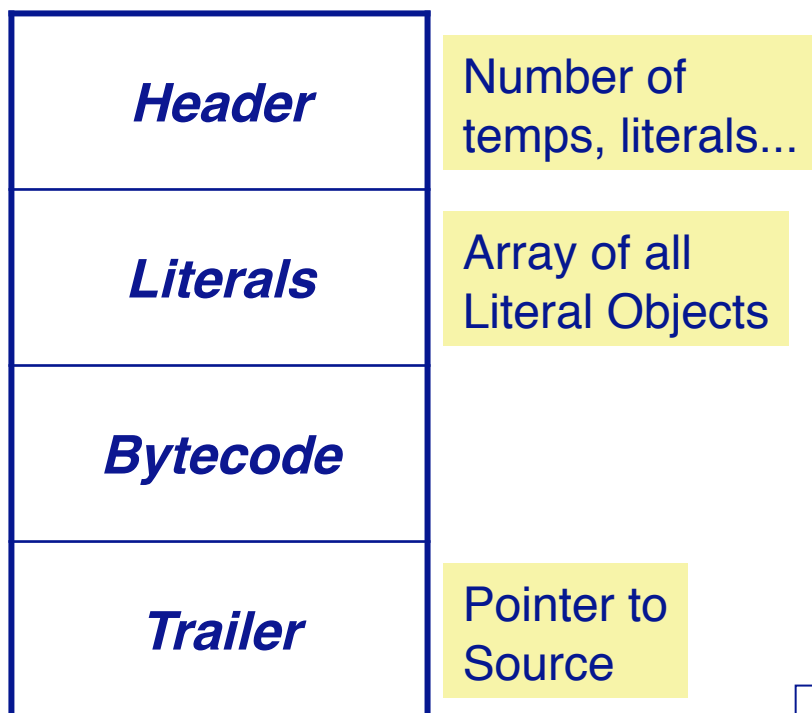 Header
Number of
temps, literals...
Literals
Array of all
Literal Objects
Bytecode
Trailer
Pointer to
Source